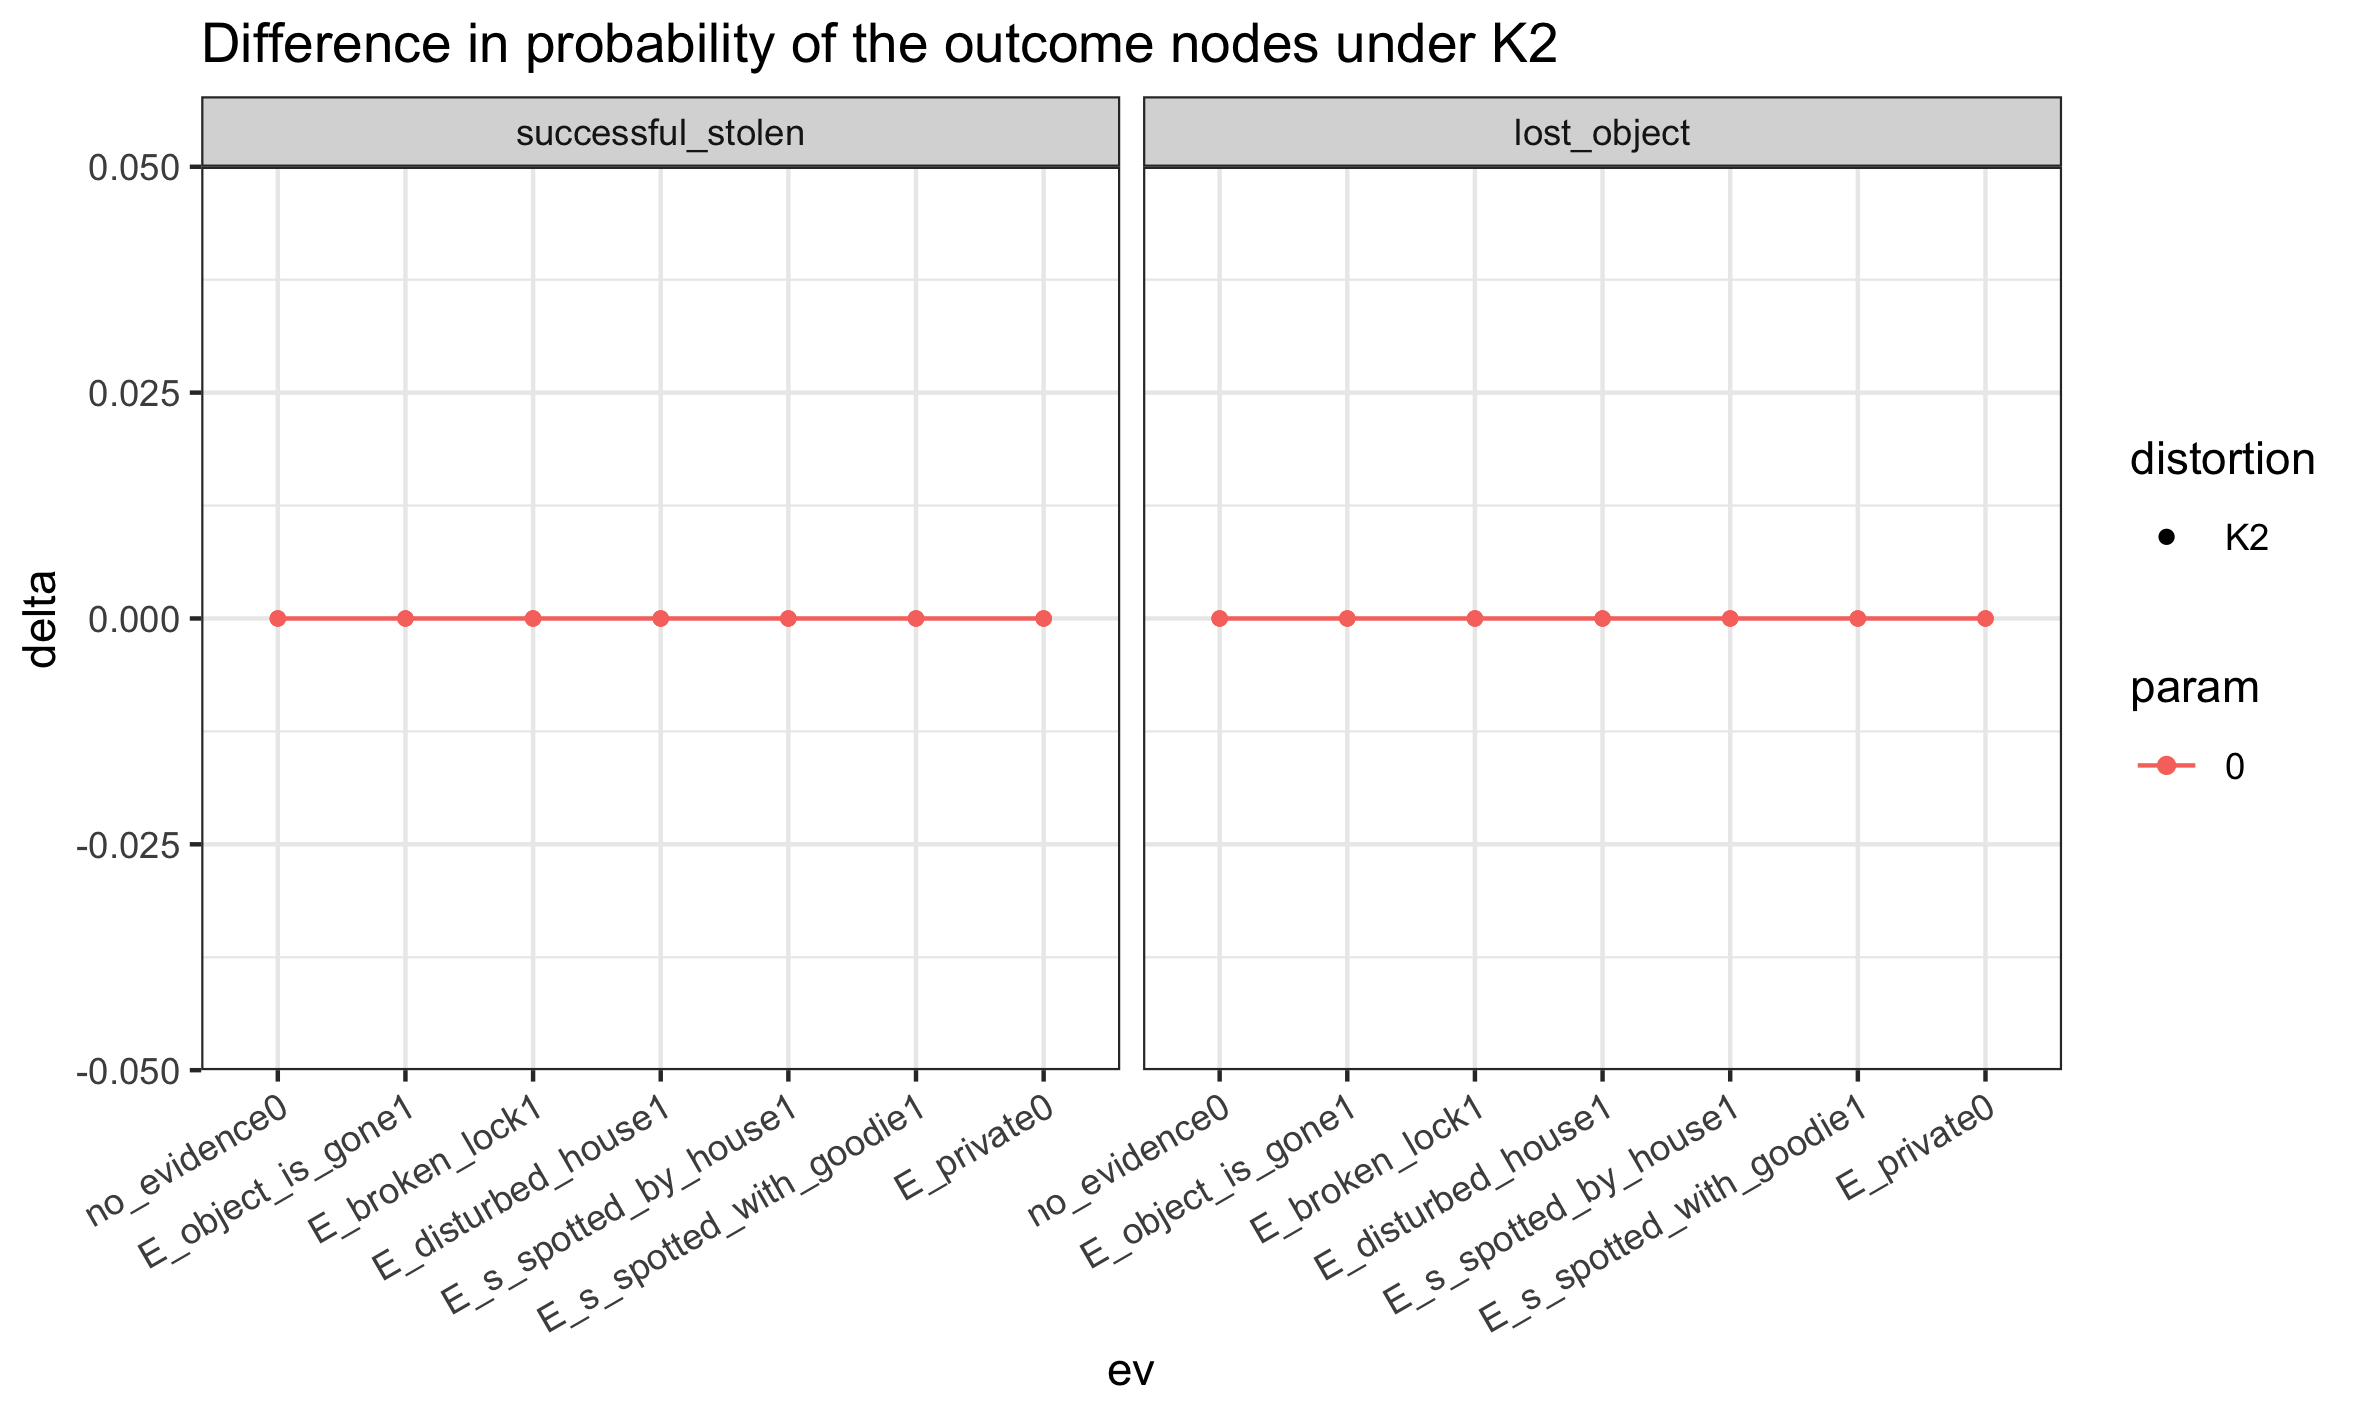 Difference in probability of the outcome nodes under K2
successful_stolen
lost_object
delta
0.050
0.025
0.000
-0.025
-0.050
no_evidence0
E_object_is_gone1
E_broken_lock1
E_disturbed_house1
E_s_spotted_by_house1
E_s_spotted_with_goodie1
E_private0
no_evidence0
E_object_is_gone1
E_broken_lock1
E_disturbed_house1
E_s_spotted_by_house1
E_s_spotted_with_goodie1
E_private0
ev
distortion
K2
param
0